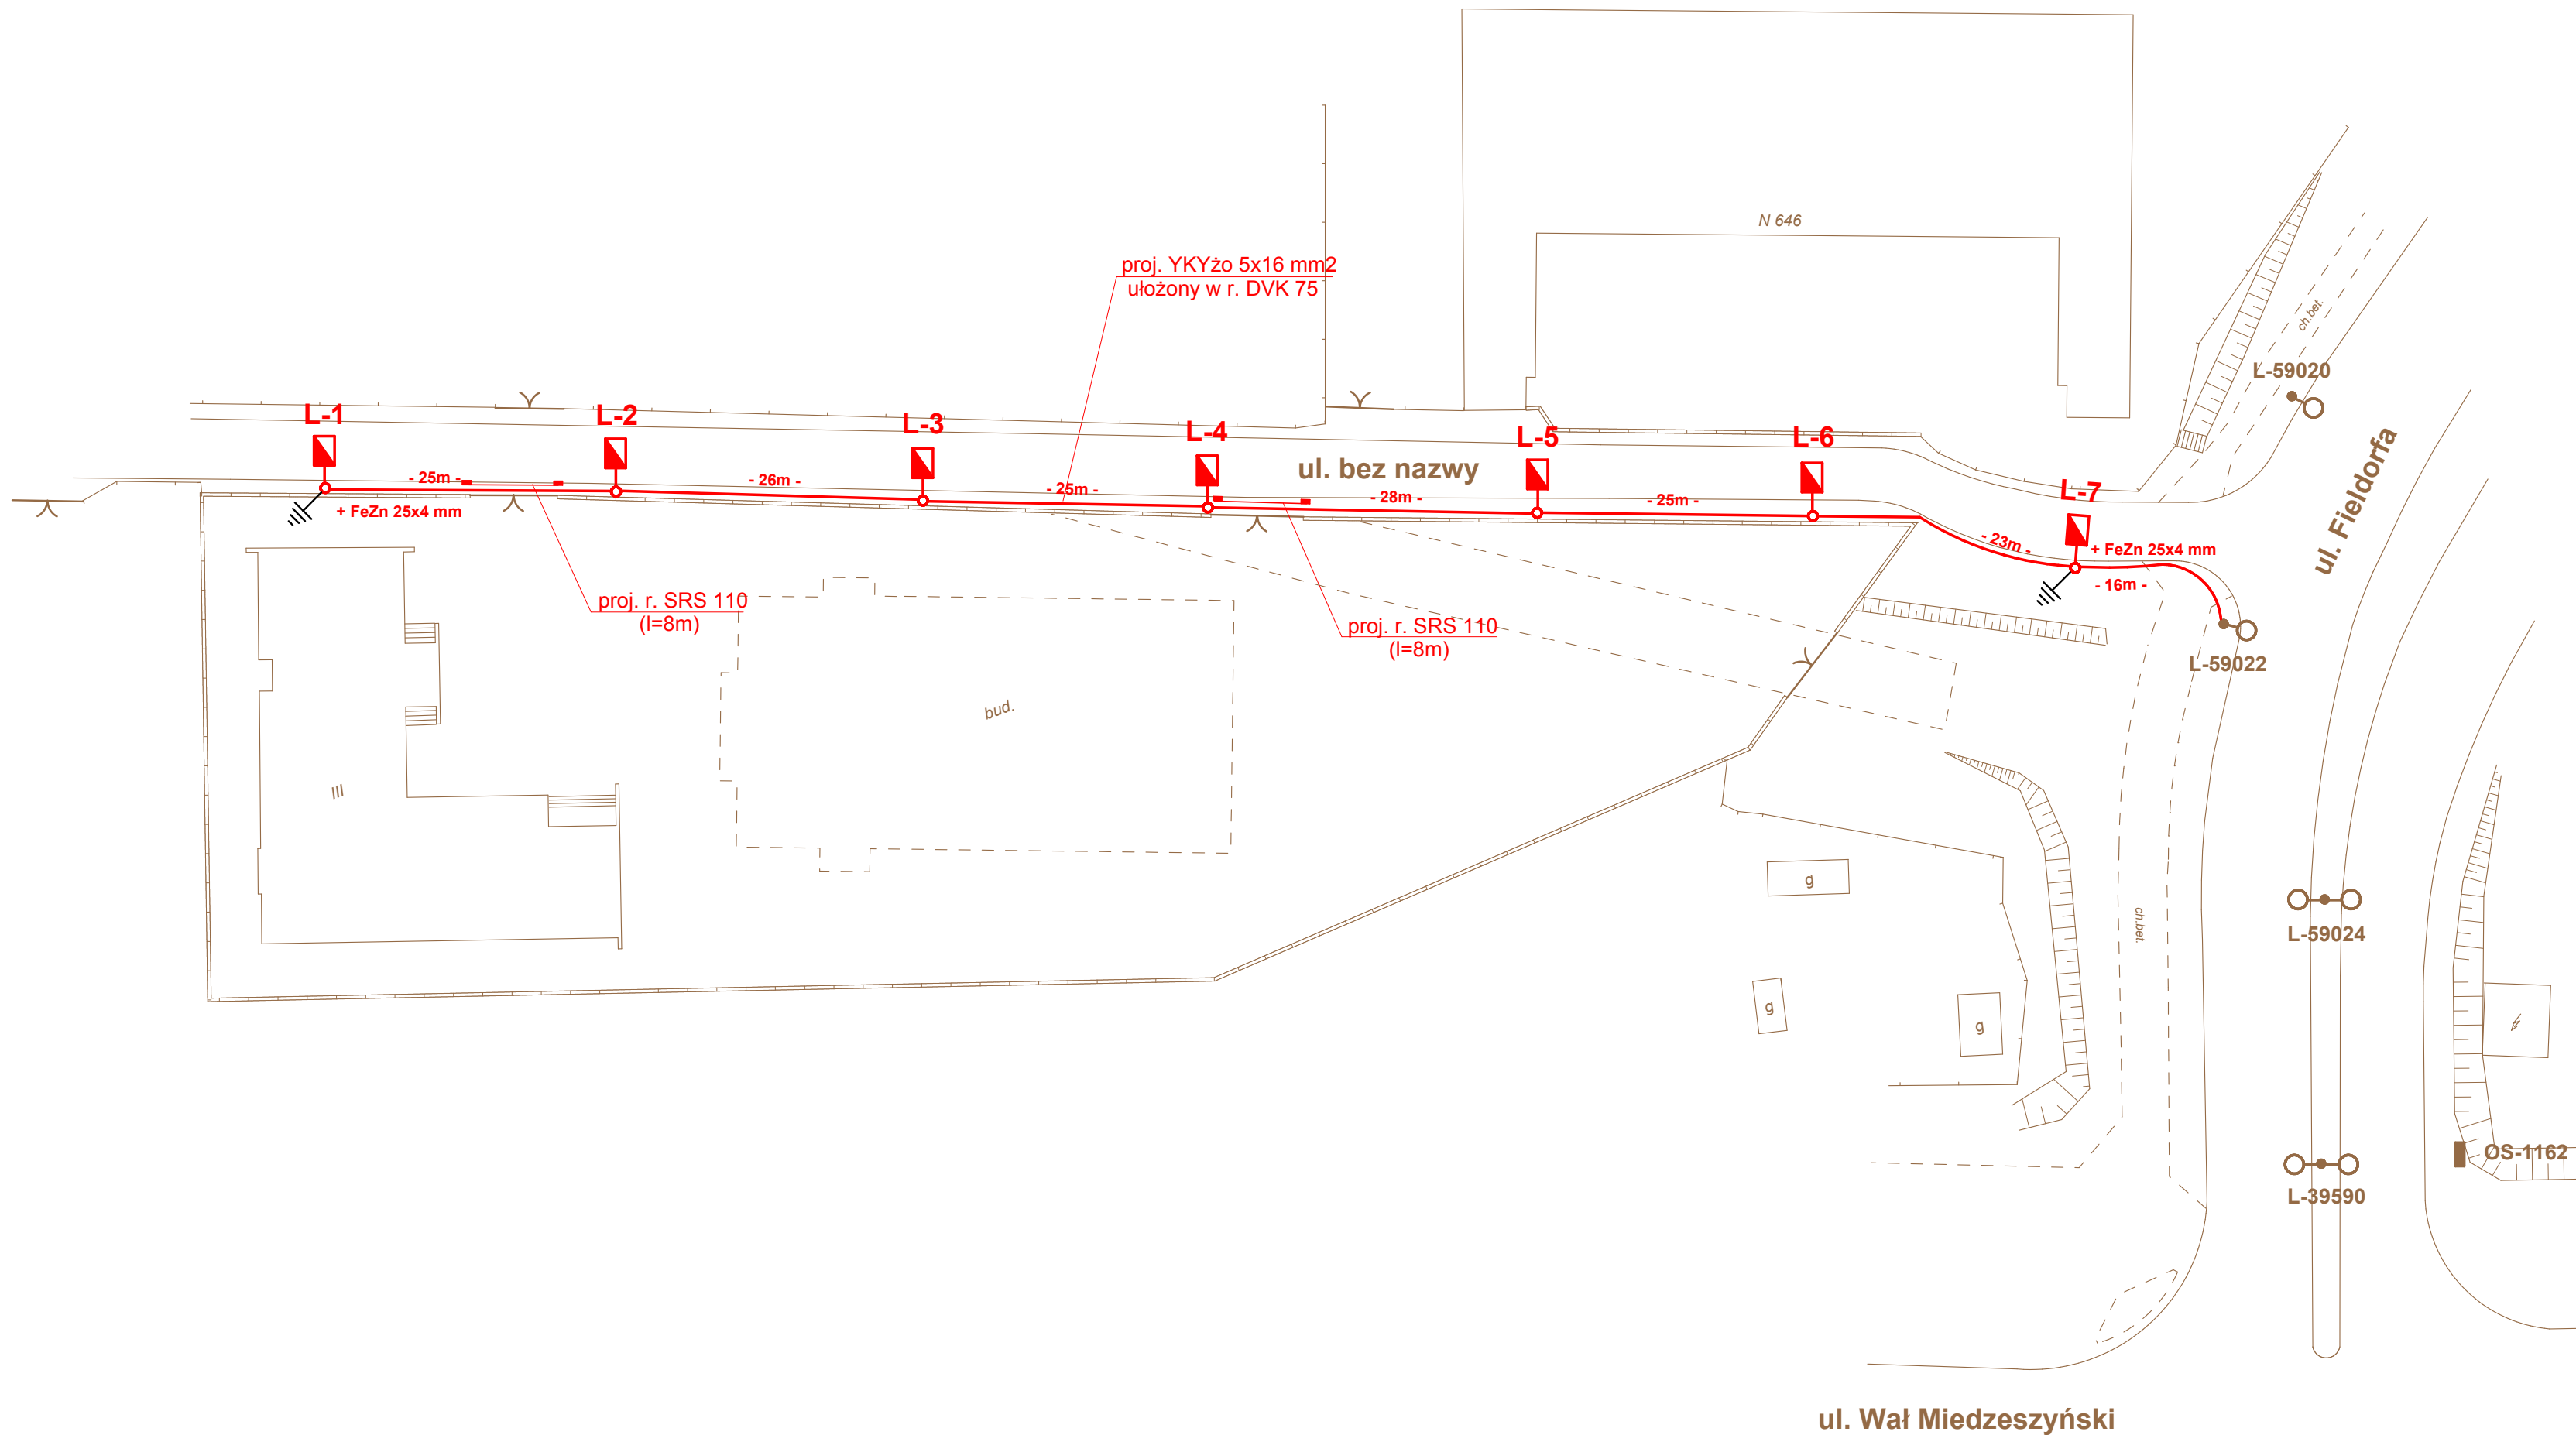 N 646
proj. YKYżo 5x16 mm2
ułożony w r. DVK 75
ch.bet.
L-59020
L-1
L-2
L-3
L-4
L-5
L-6
L-7
ul. bez nazwy
ul. Fieldorfa
- 25m -
- 26m -
- 25m -
- 28m -
- 25m -
- 23m -
- 16m -
+ FeZn 25x4 mm
+ FeZn 25x4 mm
proj. r. SRS 110
(l=8m)
proj. r. SRS 110
(l=8m)
L-59022
bud.
III
g
g
g
ch.bet.
L-59024
OS-1162
L-39590
ul. Wał Miedzeszyński